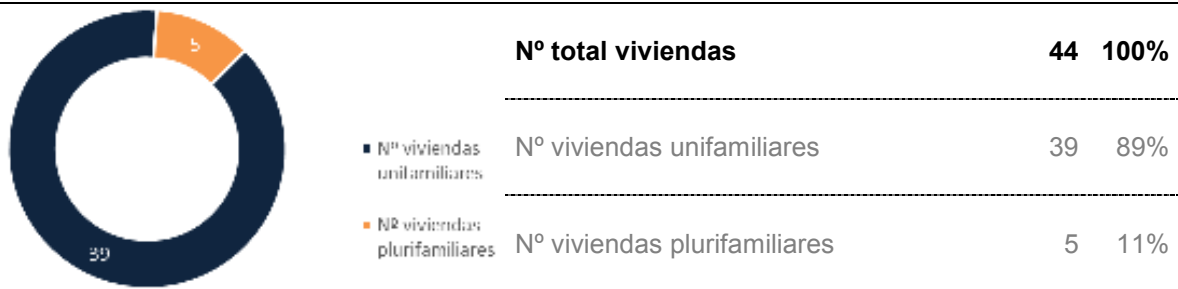 5
39
Nº viviendas
unifamiliares
Nº viviendas
plurifamiliares
Nº total viviendas 44 100%
Nº viviendas unifamiliares 39 89%
Nº viviendas plurifamiliares 5 11%